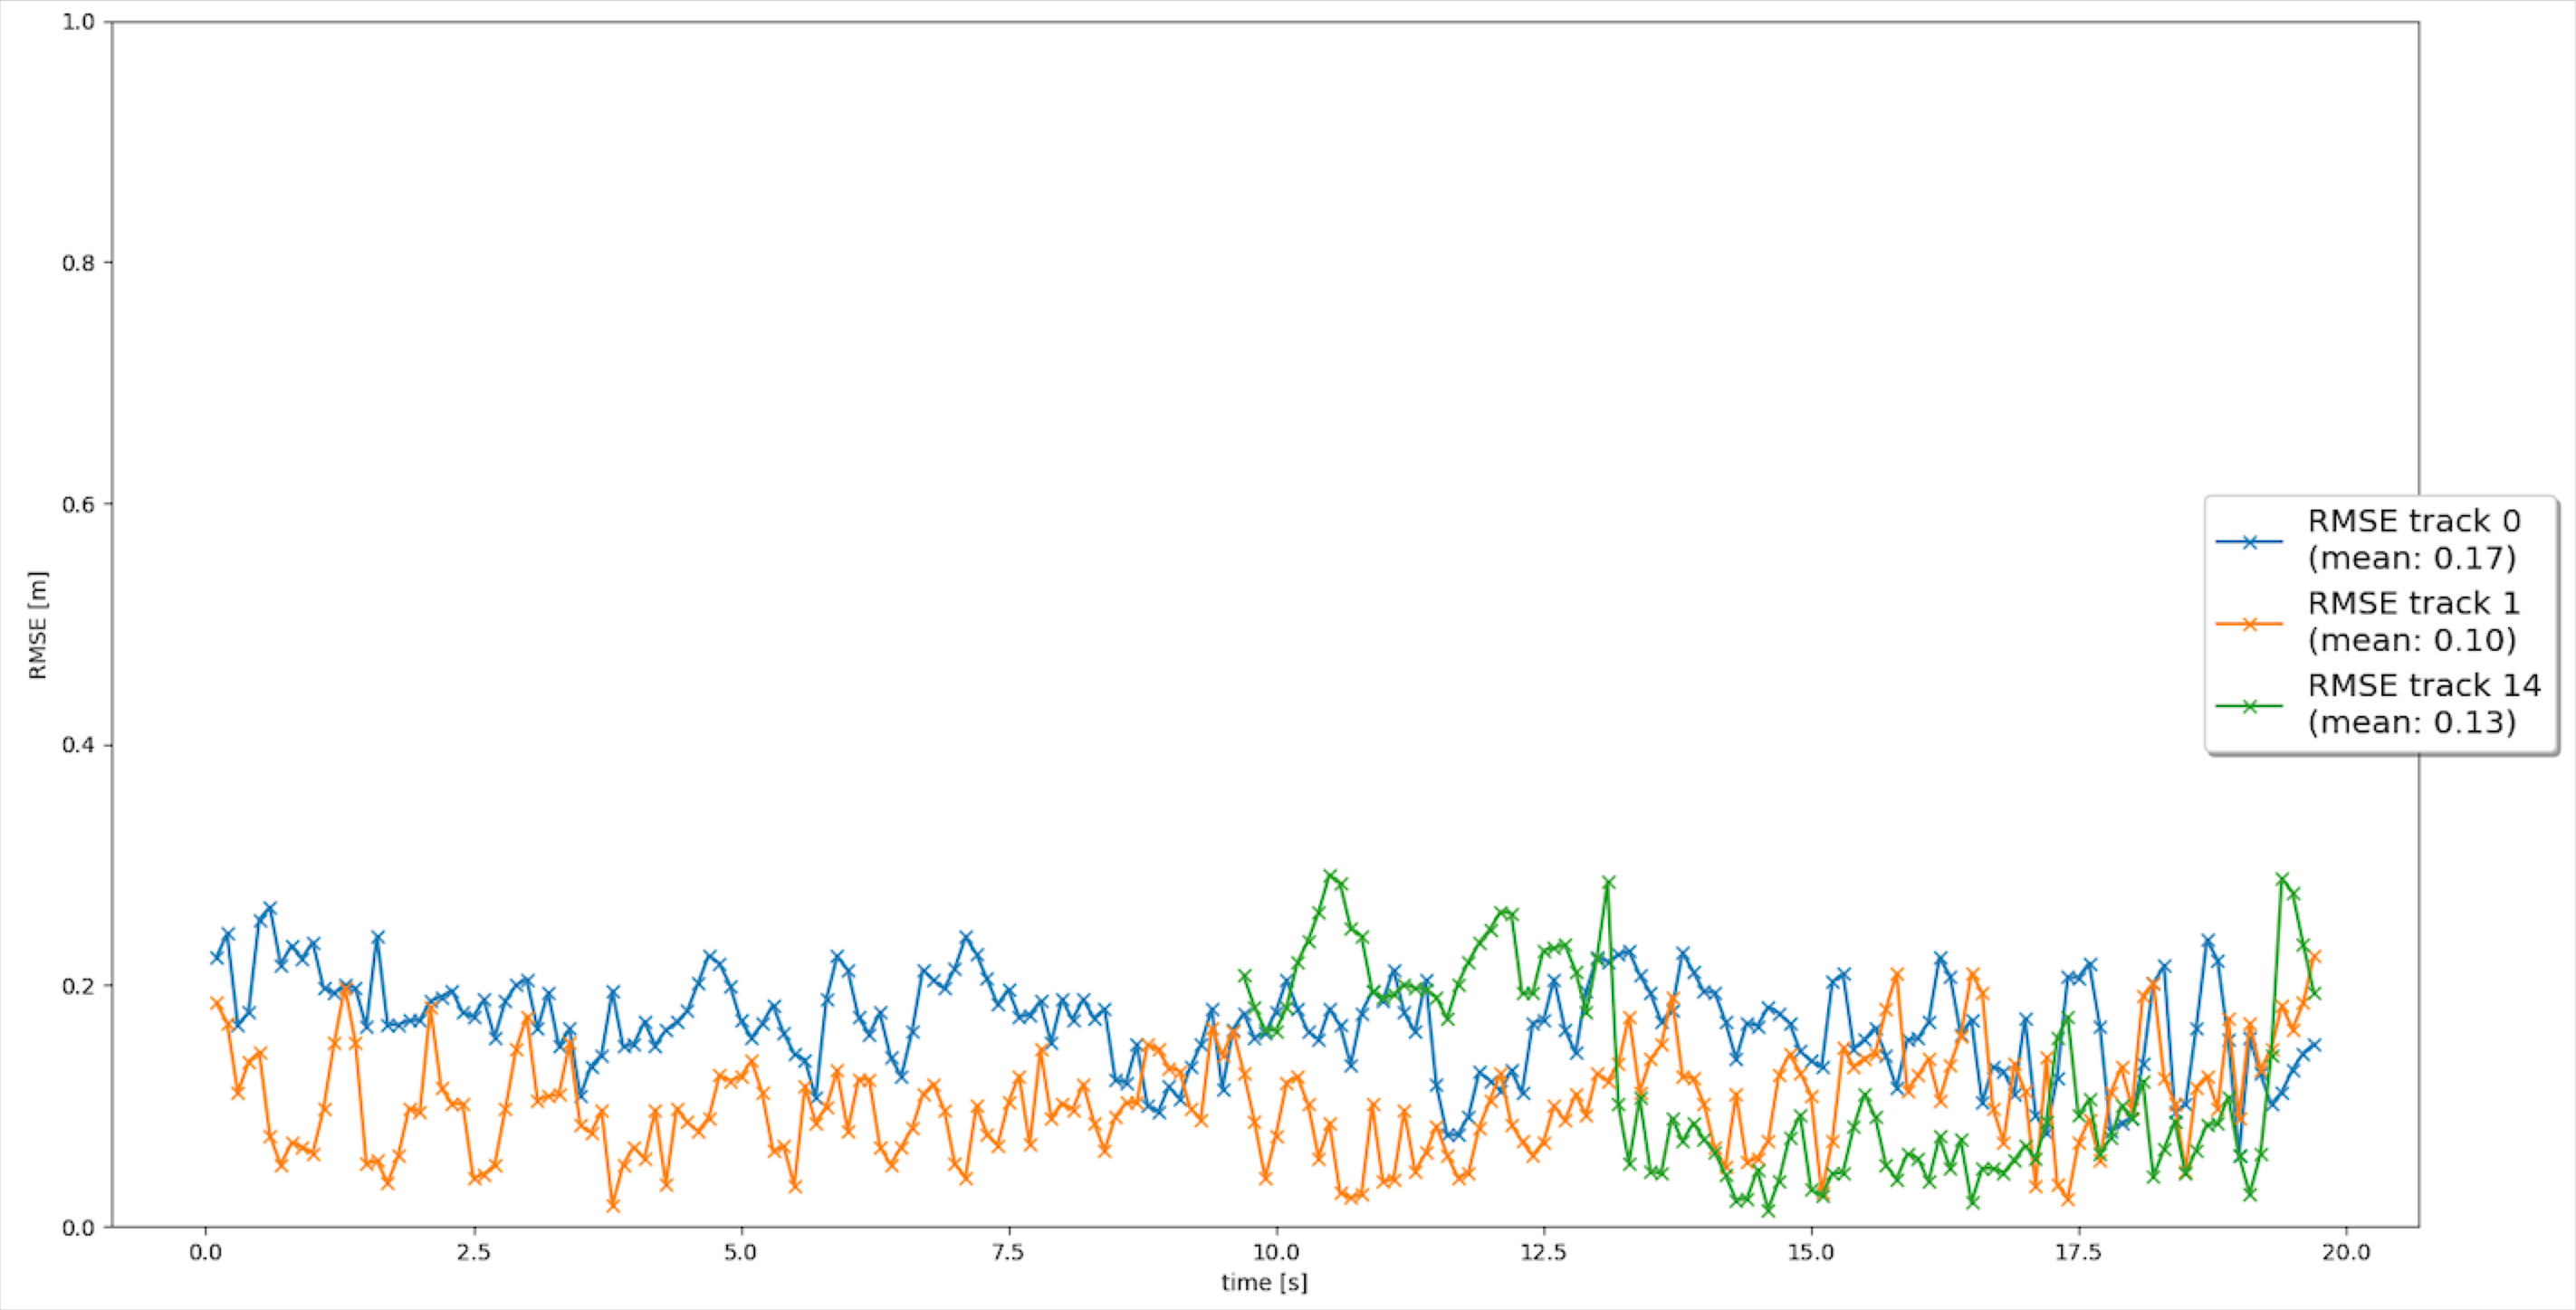 1.0
0.8
0.6
0.4
0.2
0.0
RMSE [m]
0.0 2.5 5.0 7.5 10.0 12.5 15.0 17.5 20.0
time [s]
RMSE track 0
(mean: 0.17)
RMSE track 1
(mean: 0.10)
RMSE track 14
(mean: 0.13)